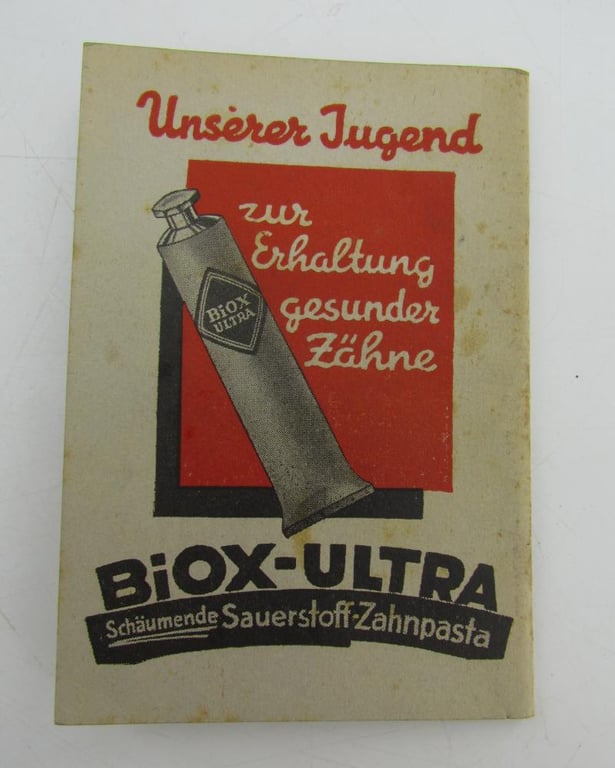 Unserer Jugend
zur
Erhaltung
gesunder
Zähne
BiOX
ULTRA
BiOX-ULTRA
Schäumende Sauerstoff-Zahnpasta